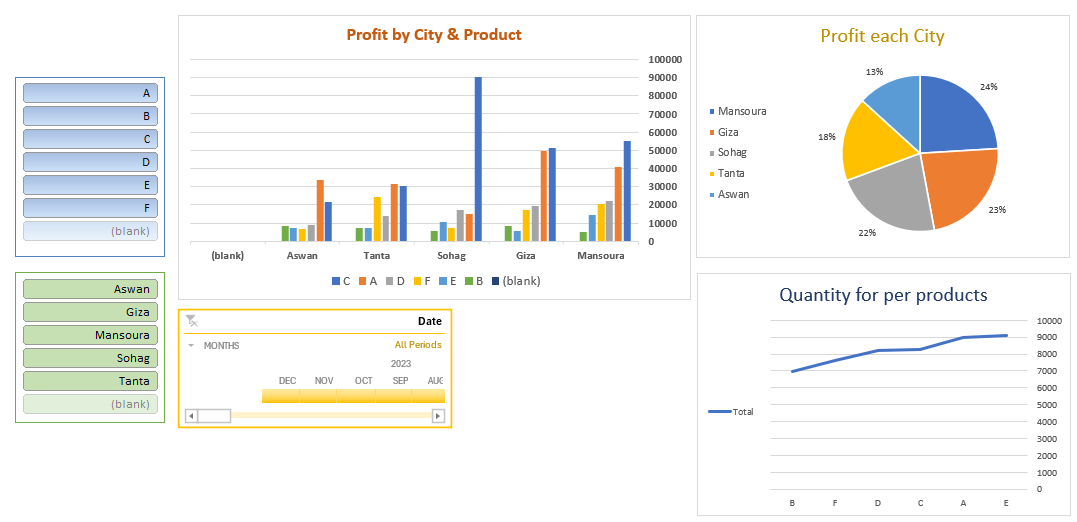 A
B
C
D
E
F
(blank)
Aswan
Giza
Mansoura
Sohag
Tanta
(blank)
Profit by City & Product
100000
90000
80000
70000
60000
50000
40000
30000
20000
10000
0
(blank) Aswan Tanta Sohag Giza Mansoura
C A D F E B (blank)
Date
MONTHS All Periods
2023
DEC NOV OCT SEP AUG
Profit each City
Mansoura
Giza
Sohag
Tanta
Aswan
13%
24%
18%
23%
22%
Quantity for per products
10000
9000
8000
7000
6000
5000
4000
3000
2000
1000
0
Total
B F D C A E